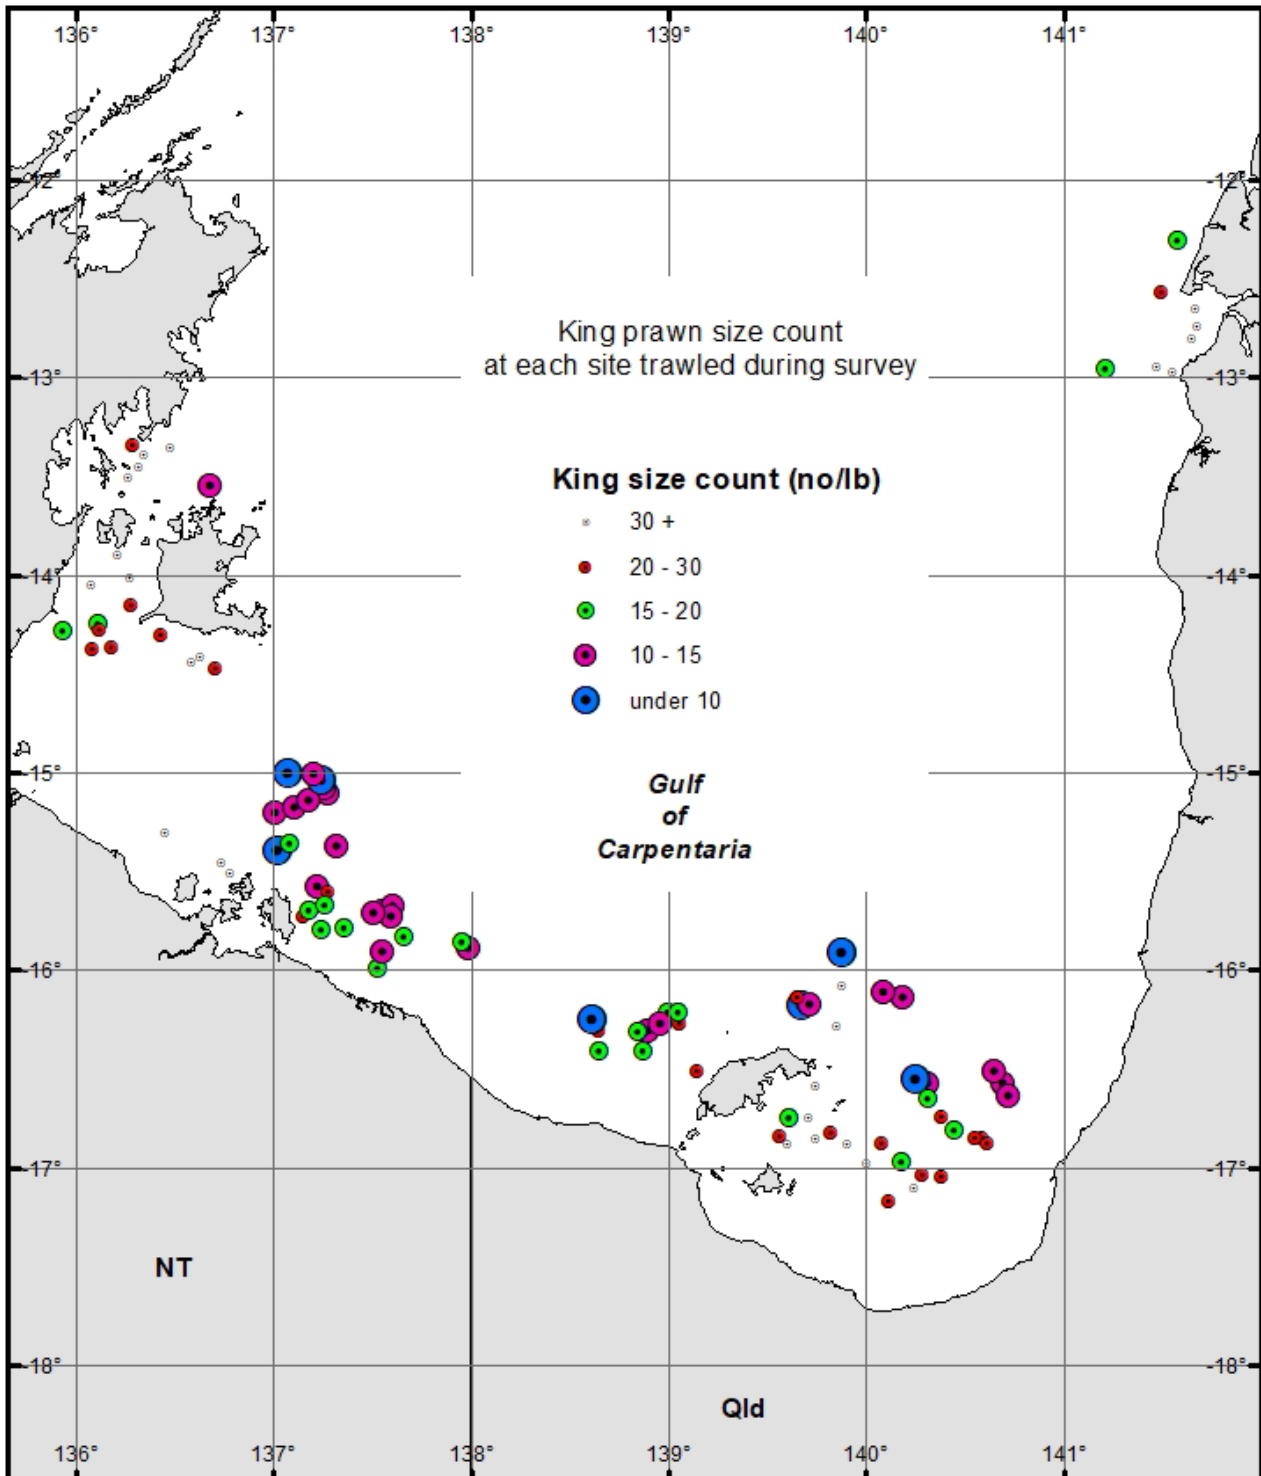 136° 137° 138° 139° 140° 141°
-12° -12°
King prawn size count
at each site trawled during survey
-13° -13°
King size count (no/lb)
30 +
20 - 30
-14° -14°
15 - 20
10 - 15
under 10
-15° -15°
Gulf
of
Carpentaria
-16° -16°
-17° -17°
NT
-18° -18°
Qld
136° 137° 138° 139° 140° 141°